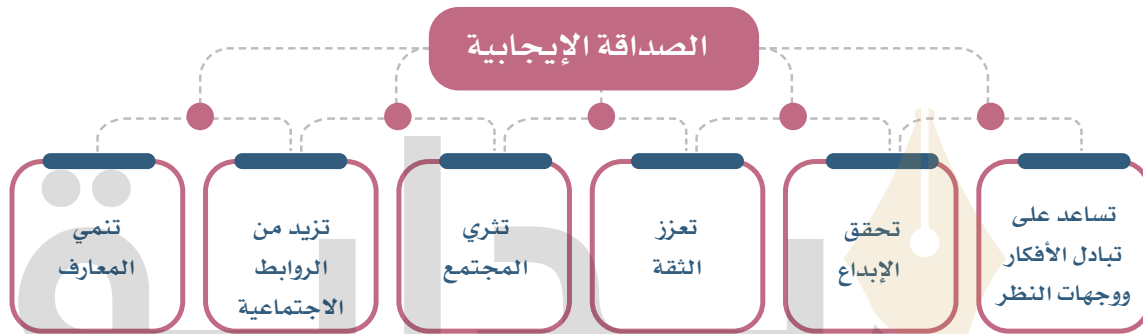 الصداقة الإيجابية
تساعد على
تبادل الأفكار
ووجهات النظر
تحقق
الإبداع
تعزز
الثقة
تثري
المجتمع
تزيد من
الروابط
الاجتماعية
تنمي
المعارف